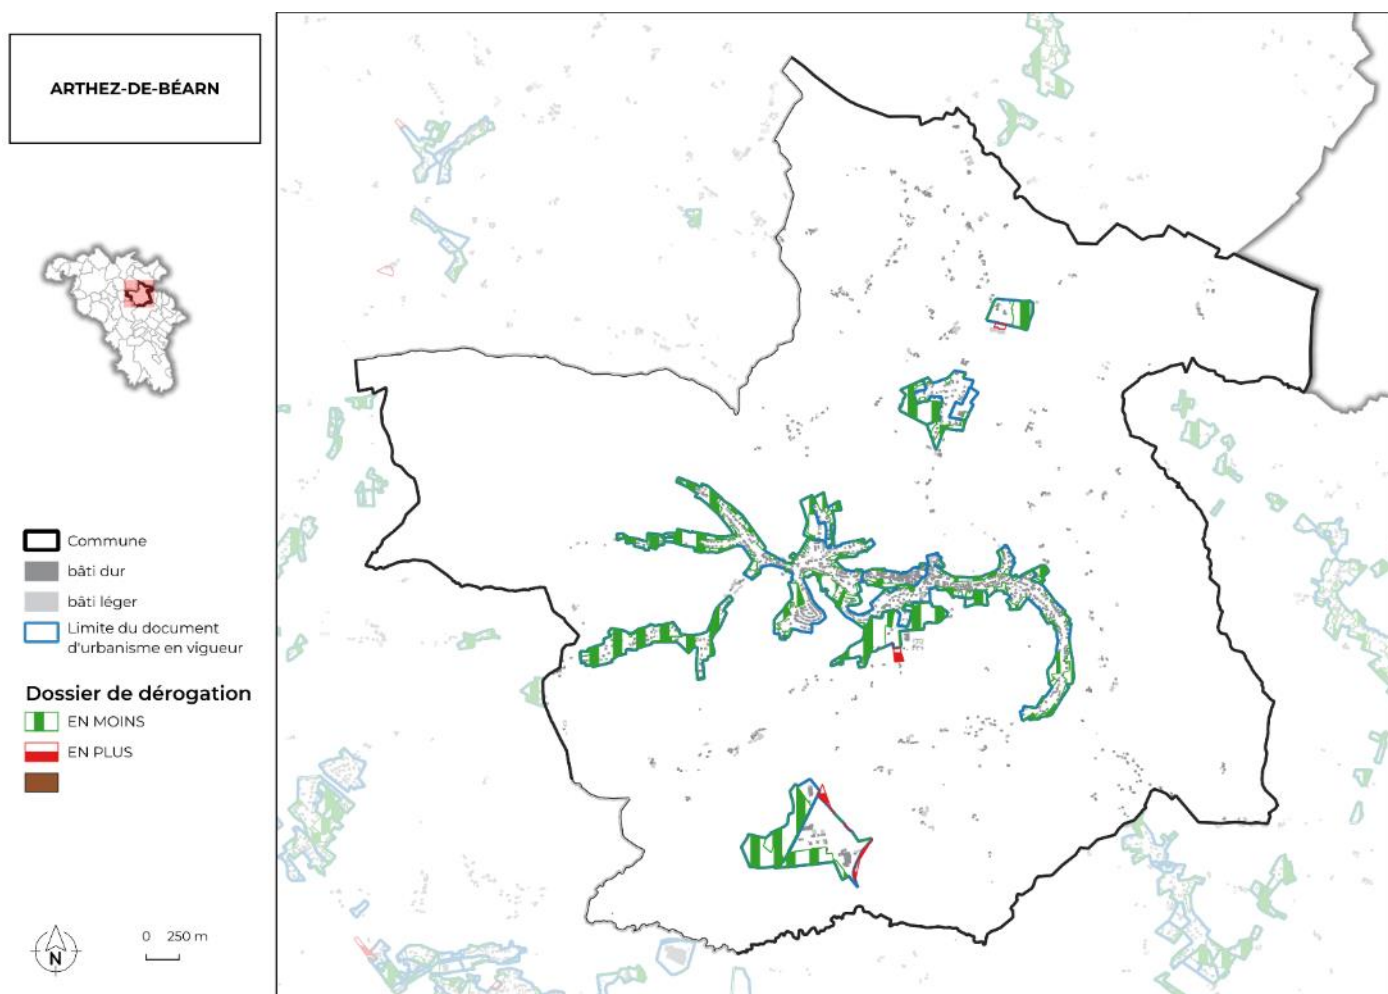 ARTHEZ-DE-BÉARN
Commune
bâti dur
bâti léger
Limite du document
d'urbanisme en vigueur
Dossier de dérogation
EN MOINS
EN PLUS
N
0 250 m